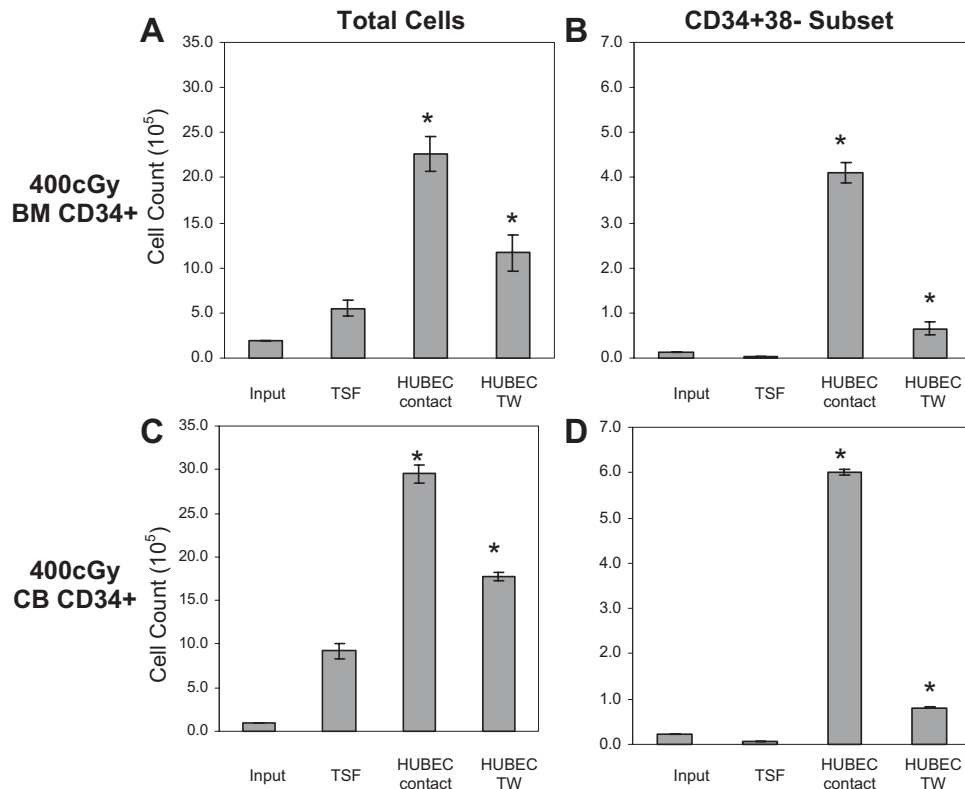 Total Cells
CD34+38- Subset
A
35.0
30.0
25.0
20.0
15.0
10.0
5.0
0.0
Cell Count (10⁵)
400cGy
BM CD34+
*
*
Input
TSF
HUBEC
contact
HUBEC
TW
B
7.0
6.0
5.0
4.0
3.0
2.0
1.0
0.0
*
*
Input
TSF
HUBEC
contact
HUBEC
TW
C
35.0
30.0
25.0
20.0
15.0
10.0
5.0
0.0
Cell Count (10⁵)
400cGy
CB CD34+
*
*
Input
TSF
HUBEC
contact
HUBEC
TW
D
7.0
6.0
5.0
4.0
3.0
2.0
1.0
0.0
*
*
Input
TSF
HUBEC
contact
HUBEC
TW